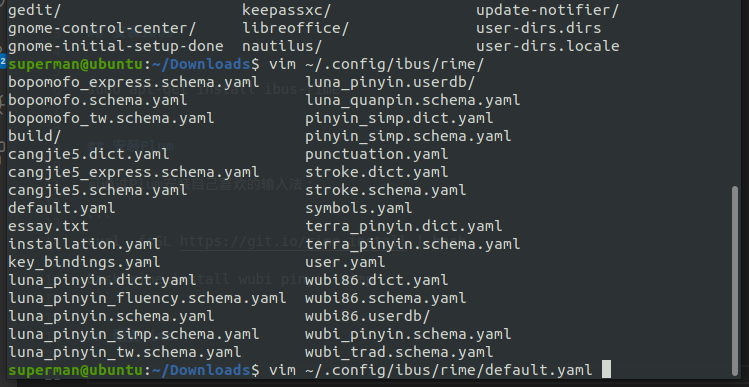 gedit/ keepassxc/ update-notifier/
gnome-control-center/ libreoffice/ user-dirs.dirs
gnome-initial-setup-done nautilus/ user-dirs.locale
superman@ubuntu:~/Downloads$ vim ~/.config/ibus/rime/
bopomofo_express.schema.yaml luna_pinyin.userdb/
bopomofo.schema.yaml luna_quanpin.schema.yaml
bopomofo_tw.schema.yaml pinyin_simp.dict.yaml
build/ pinyin_simp.schema.yaml
cangjie5.dict.yaml punctuation.yaml
cangjie5_express.schema.yaml stroke.dict.yaml
cangjie5.schema.yaml stroke.schema.yaml
default.yaml symbols.yaml
essay.txt terra_pinyin.dict.yaml
installation.yaml terra_pinyin.schema.yaml
key_bindings.yaml user.yaml
luna_pinyin.dict.yaml wubi86.dict.yaml
luna_pinyin_fluency.schema.yaml wubi86.schema.yaml
luna_pinyin.schema.yaml wubi86.userdb/
luna_pinyin_simp.schema.yaml wubi_pinyin.schema.yaml
luna_pinyin_tw.schema.yaml wubi_trad.schema.yaml
superman@ubuntu:~/Downloads$ vim ~/.config/ibus/rime/default.yaml